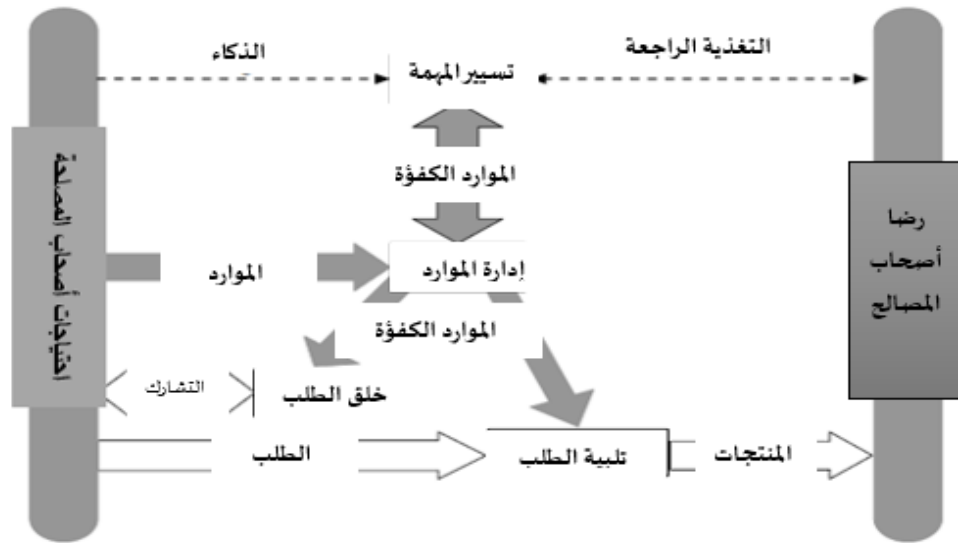 الذكاء
التغذية الراجعة
تسيير المهمة
احتياجات أصحاب المصلحة
الموارد الكفؤة
رضا
أصحاب
المصالح
الموارد
إدارة الموارد
الموارد الكفؤة
التشارك
خلق الطلب
الطلب
تلبية الطلب
المنتجات